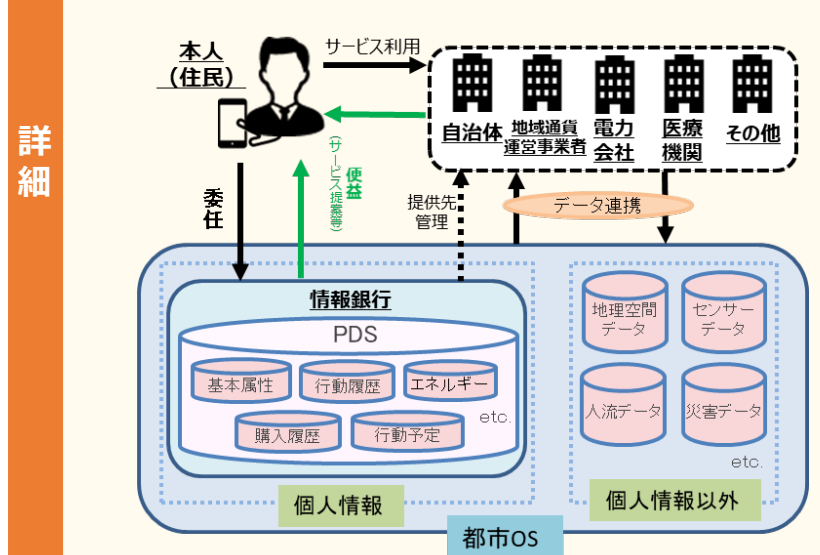 詳
細
本人
（住民）
サービス利用
自治体
地域通貨
運営事業者
電力
会社
医療
機関
その他
委任
便益
（サービス提案等）
提供先
管理
データ連携
情報銀行
PDS
基本属性
行動履歴
エネルギー
購入履歴
行動予定
etc.
個人情報
地理空間
データ
センサー
データ
人流データ
災害データ
etc.
個人情報以外
都市OS